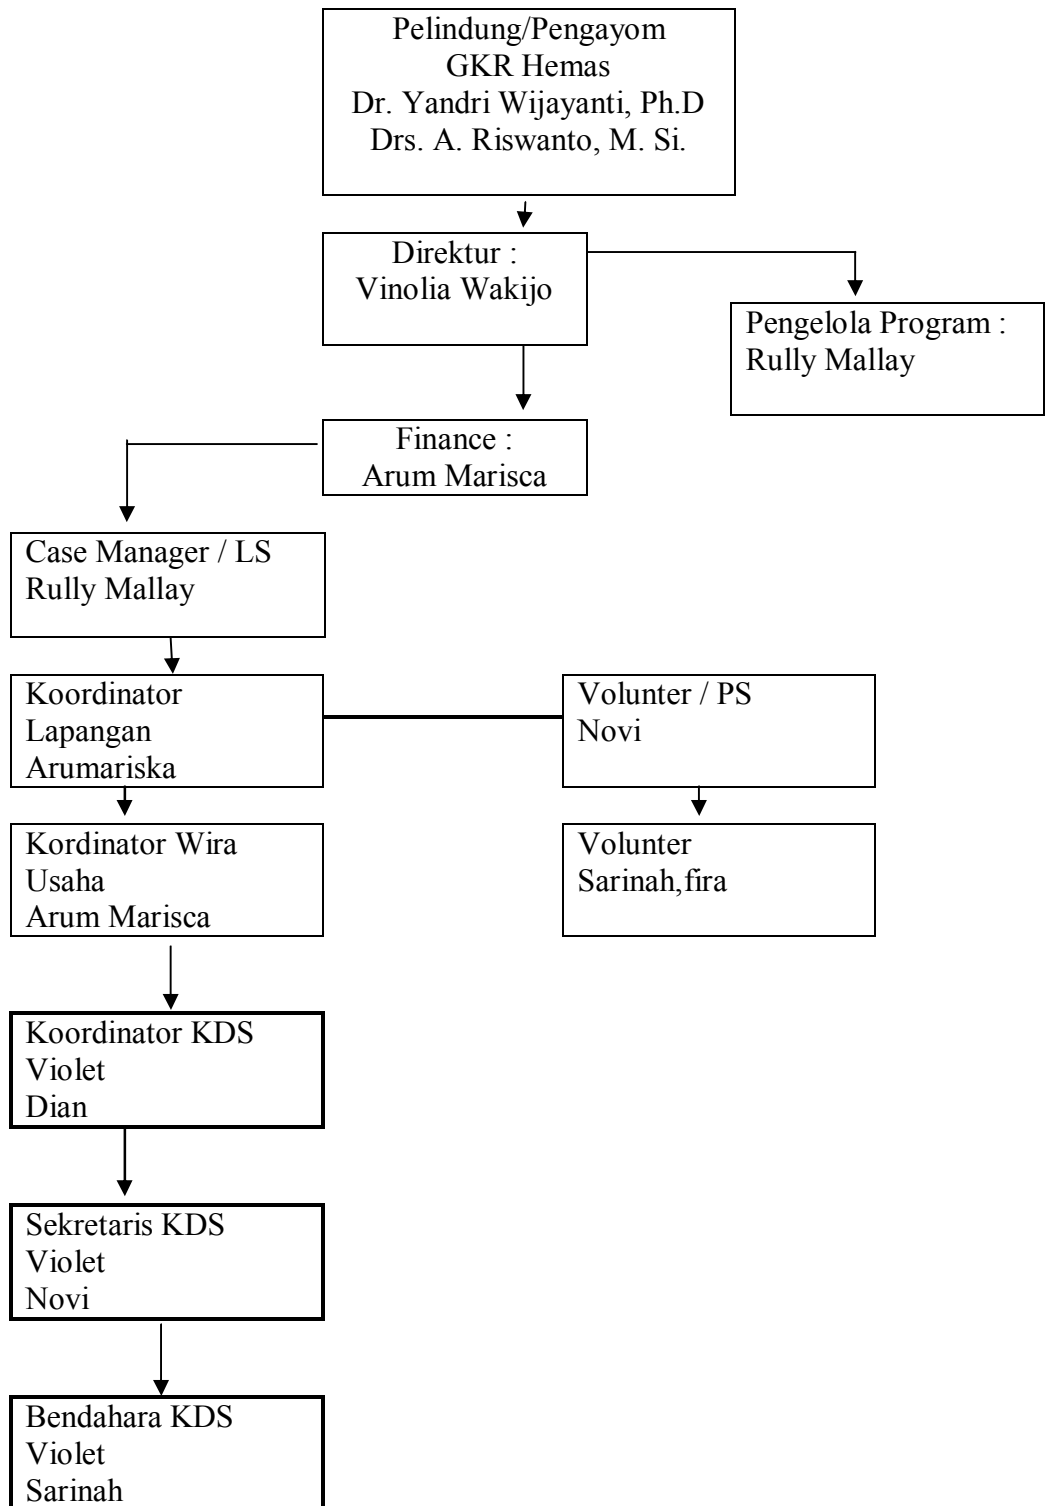 Pelindung/Pengayom
GKR Hemas
Dr. Yandri Wijayanti, Ph.D
Drs. A. Riswanto, M. Si.
Direktur :
Vinolia Wakijo
Pengelola Program :
Rully Mallay
Finance :
Arum Marisca
Case Manager / LS
Rully Mallay
Koordinator
Lapangan
Arumariska
Volunter / PS
Novi
Kordinator Wira
Usaha
Arum Marisca
Volunter
Sarinah,fira
Koordinator KDS
Violet
Dian
Sekretaris KDS
Violet
Novi
Bendahara KDS
Violet
Sarinah